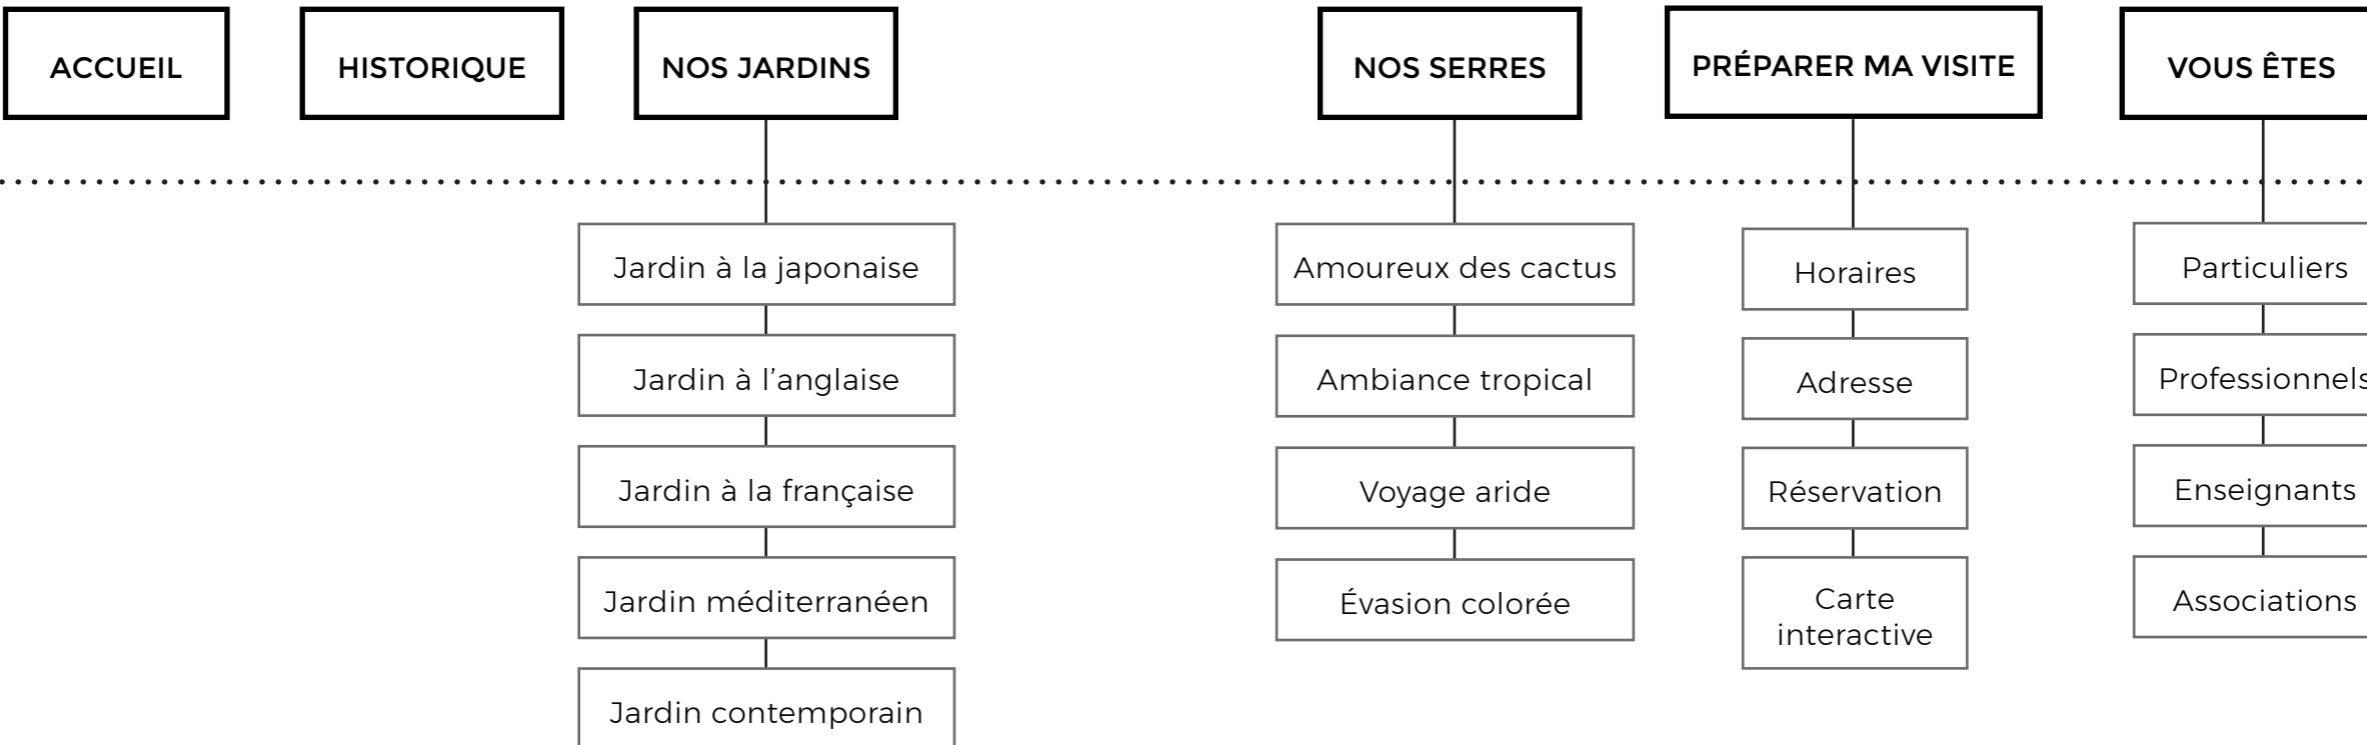 ACCUEIL
HISTORIQUE
NOS JARDINS
NOS SERRES
PRÉPARER MA VISITE
VOUS ÊTES
Jardin à la japonaise
Jardin à l’anglaise
Jardin à la française
Jardin méditerranéen
Jardin contemporain
Amoureux des cactus
Ambiance tropical
Voyage aride
Évasion colorée
Horaires
Adresse
Réservation
Carte
interactive
Particuliers
Professionnels
Enseignants
Associations